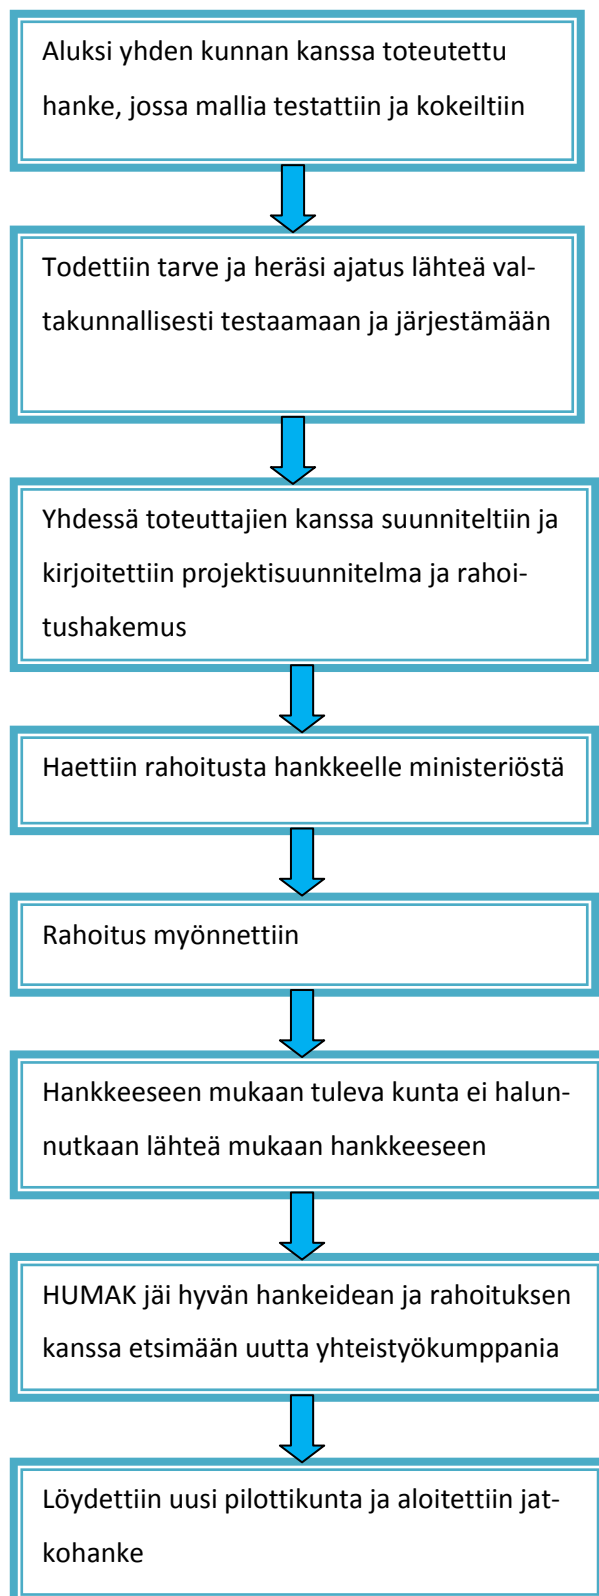 Aluksi yhden kunnan kanssa toteutettu
hanke, jossa mallia testattiin ja kokeiltiin
Todettiin tarve ja heräsi ajatus lähteä val-
takunnallisesti testaamaan ja järjestämään
Yhdessä toteuttajien kanssa suunniteltiin ja
kirjoitettiin projektisuunnitelma ja rahoi-
tushakemus
Haettiin rahoitusta hankkeelle ministeriöstä
Rahoitus myönnettiin
Hankkeeseen mukaan tuleva kunta ei halun-
nutkaan lähteä mukaan hankkeeseen
HUMAK jäi hyvän hankeidean ja rahoituksen
kanssa etsimään uutta yhteistyökumppania
Löydettiin uusi pilottikunta ja aloitettiin jat-
kohanke